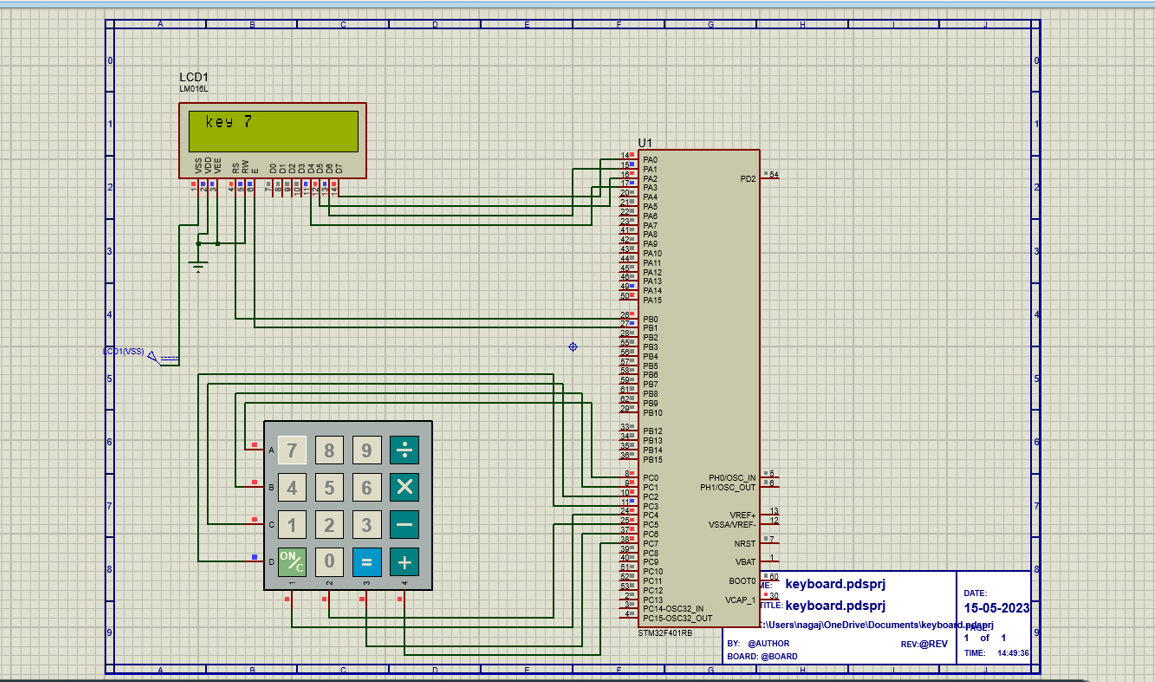 A B C D E F G H I J
0 0
LCD1
LM016L
1 1
key 7
U1
VSS VDD VEE RS RW E D0 D1 D2 D3 D4 D5 D6 D7
1 2 3 4 5 6 7 8 9 10 11 12 13 14
2 2
14 PA0
15 PA1
16 PA2
17 PA3
20 PA4
21 PA5
22 PA6
23 PA7
41 PA8
42 PA9
43 PA10
44 PA11
45 PA12
46 PA13
49 PA14
50 PA15
PD2 54
3 3
4 4
26 PB0
27 PB1
28 PB2
55 PB3
56 PB4
57 PB5
58 PB6
59 PB7
61 PB8
62 PB9
29 PB10
LCD1(VSS)
5 5
33 PB12
34 PB13
35 PB14
36 PB15
6 6
A 7 8 9 ÷
B 4 5 6 ×
C 1 2 3 −
D ON/C 0 = +
1 2 3 4
7 7
8 PC0
9 PC1
10 PC2
11 PC3
24 PC4
25 PC5
37 PC6
38 PC7
39 PC8
40 PC9
51 PC10
52 PC11
53 PC12
2 PC13
3 PC14-OSC32_IN
4 PC15-OSC32_OUT
PH0/OSC_IN 5
PH1/OSC_OUT 6
VREF+ 13
VSSA/VREF- 12
NRST 7
VBAT 1
BOOT0 60
VCAP_1 30
STM32F401RB
8 8
ME: keyboard.pdsprj
TITLE: keyboard.pdsprj
:\Users\nagaj\OneDrive\Documents\keyboard.pdsprj
BY: @AUTHOR REV:@REV
BOARD: @BOARD
DATE:
15-05-2023
PAGE:
1 of 1
TIME: 14:49:36
9 9
A B C D E F G H I J